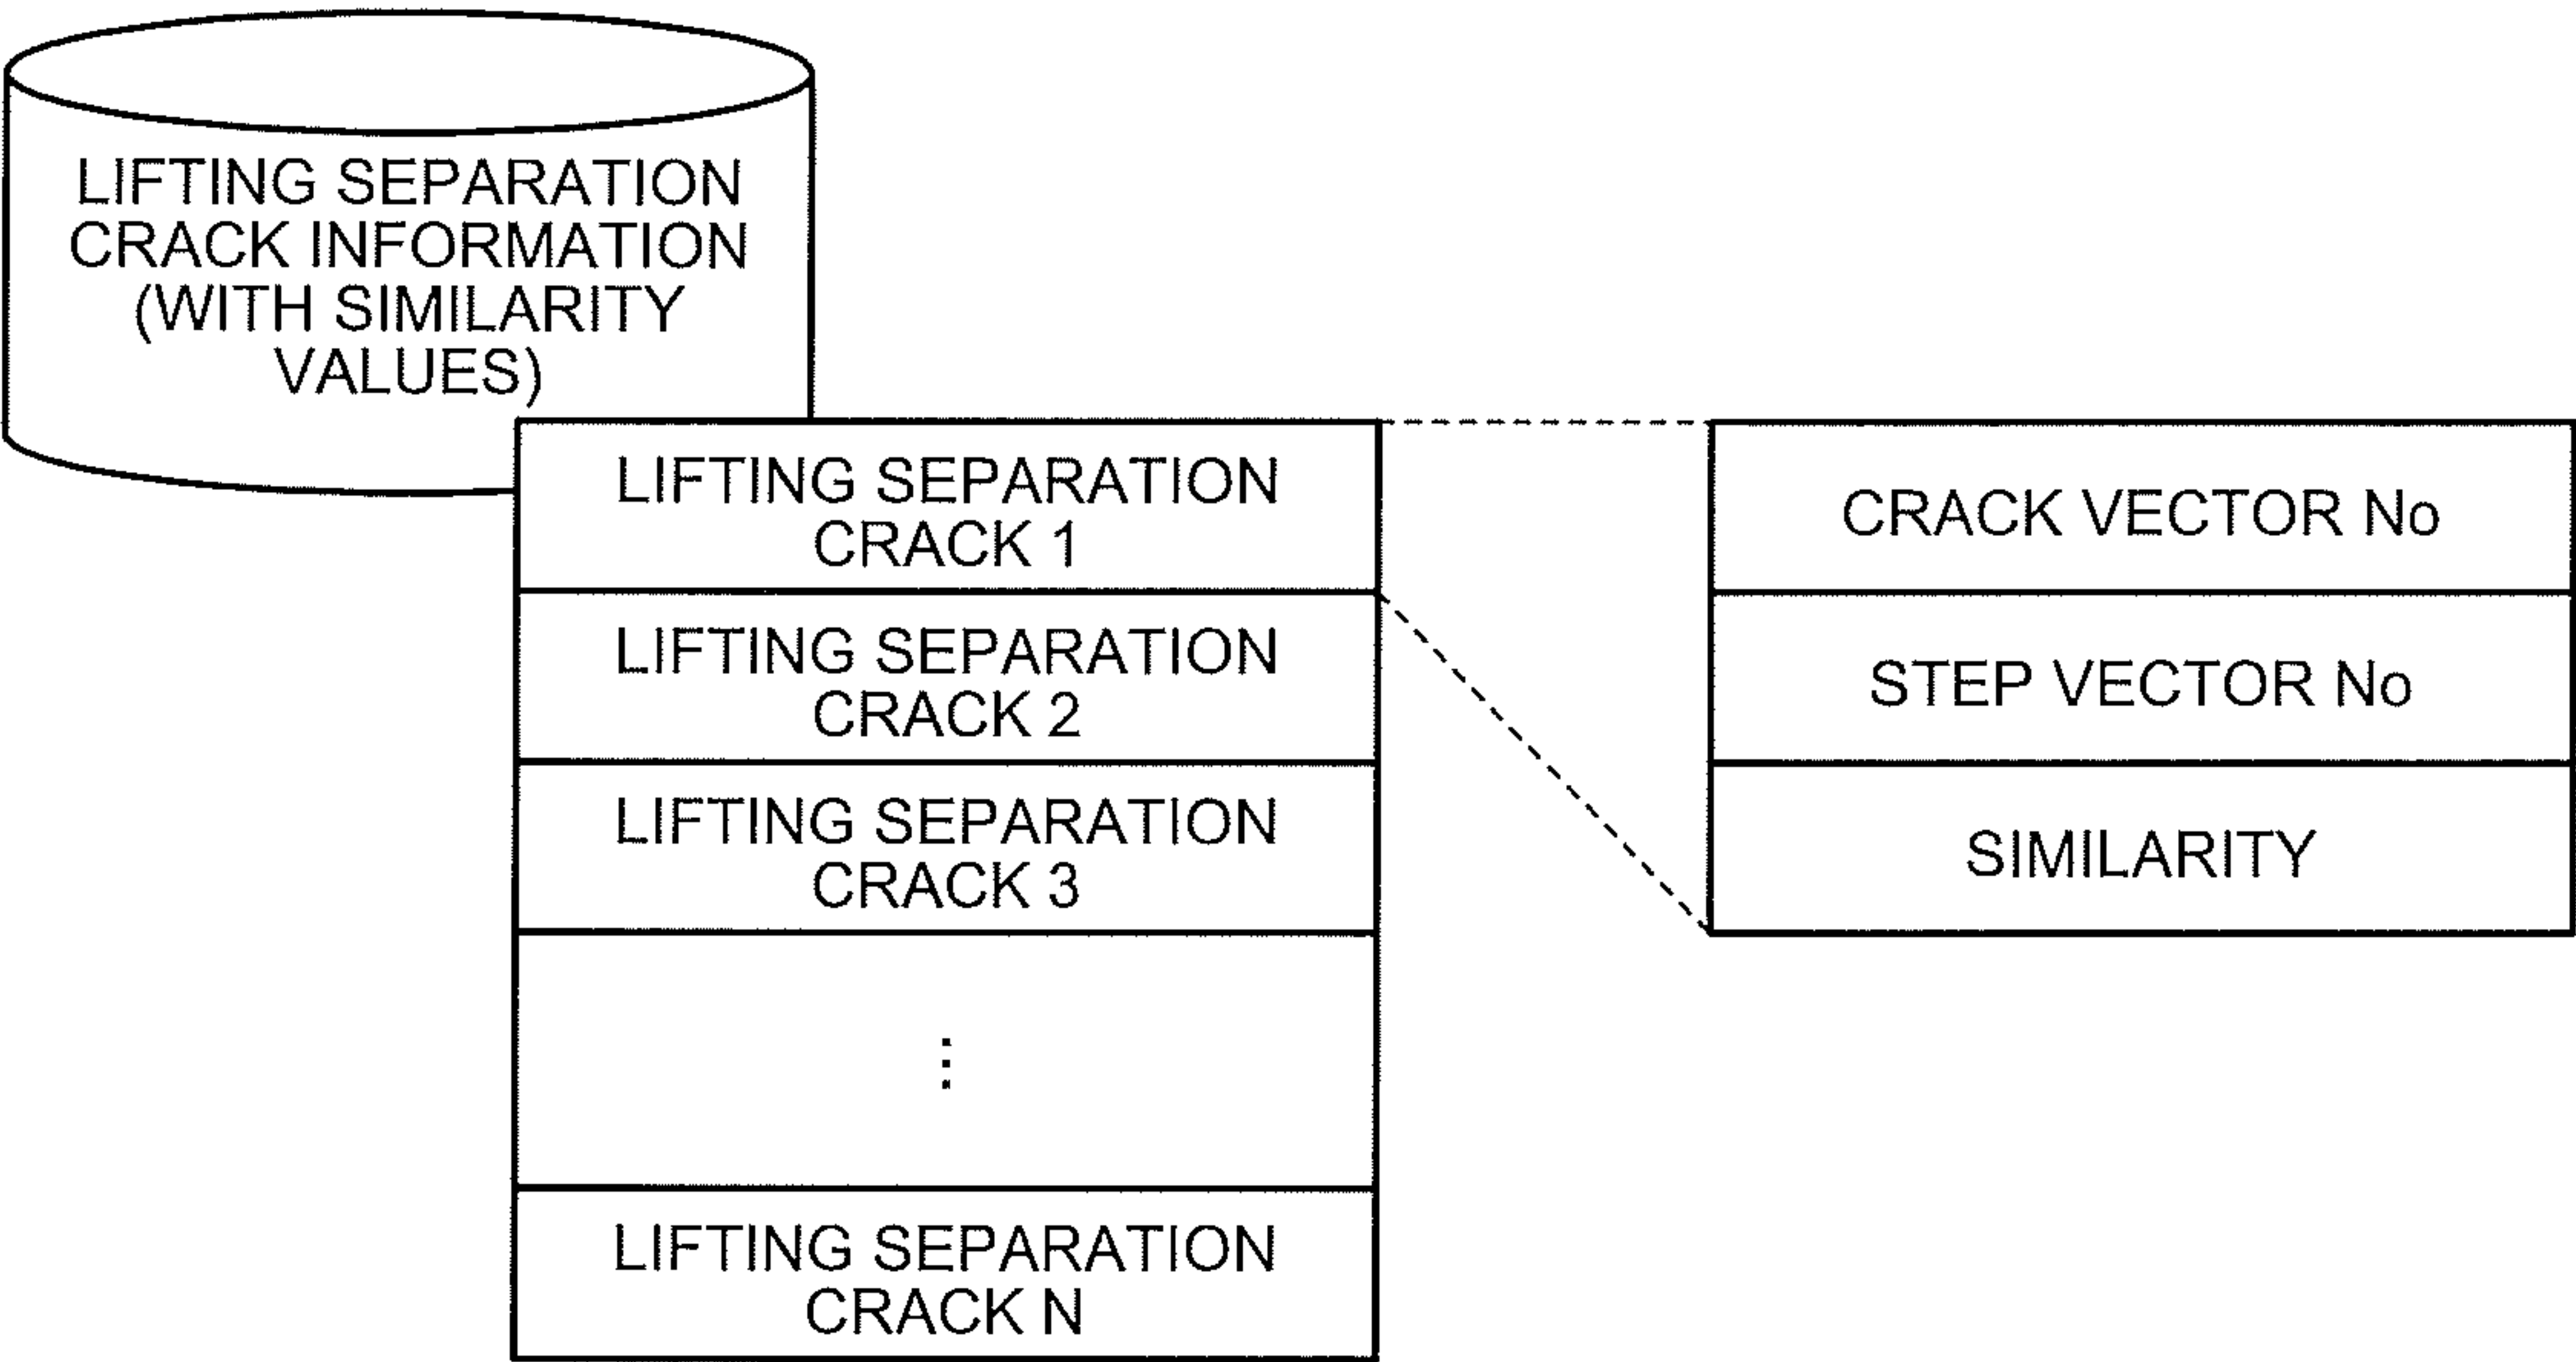 LIFTING SEPARATION
CRACK INFORMATION
(WITH SIMILARITY
VALUES)
LIFTING SEPARATION
CRACK 1
LIFTING SEPARATION
CRACK 2
LIFTING SEPARATION
CRACK 3
⋮
LIFTING SEPARATION
CRACK N
CRACK VECTOR No
STEP VECTOR No
SIMILARITY